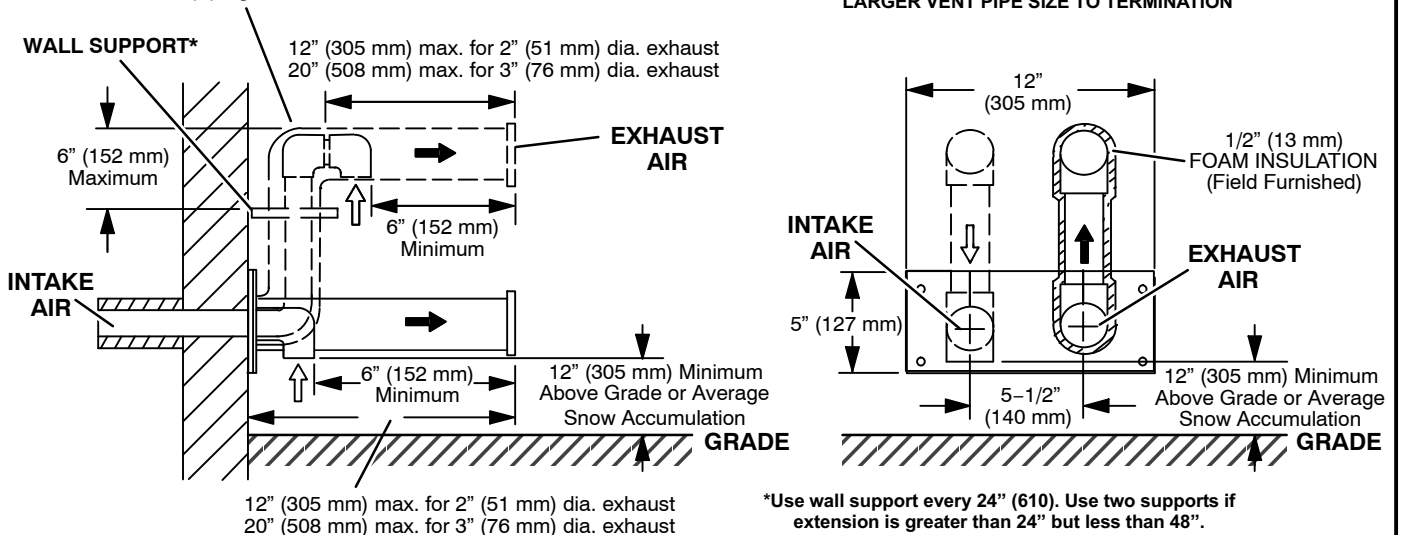 LARGER VENT PIPE SIZE TO TERMINATION
WALL SUPPORT*
12” (305 mm) max. for 2” (51 mm) dia. exhaust
20” (508 mm) max. for 3” (76 mm) dia. exhaust
6” (152 mm)
Maximum
EXHAUST
AIR
6” (152 mm)
Minimum
INTAKE
AIR
6” (152 mm)
Minimum
12” (305 mm) Minimum
Above Grade or Average
Snow Accumulation
GRADE
12” (305 mm) max. for 2” (51 mm) dia. exhaust
20” (508 mm) max. for 3” (76 mm) dia. exhaust
12”
(305 mm)
1/2” (13 mm)
FOAM INSULATION
(Field Furnished)
INTAKE
AIR
EXHAUST
AIR
5” (127 mm)
5−1/2”
(140 mm)
12” (305 mm) Minimum
Above Grade or Average
Snow Accumulation
GRADE
*Use wall support every 24” (610). Use two supports if
extension is greater than 24” but less than 48”.